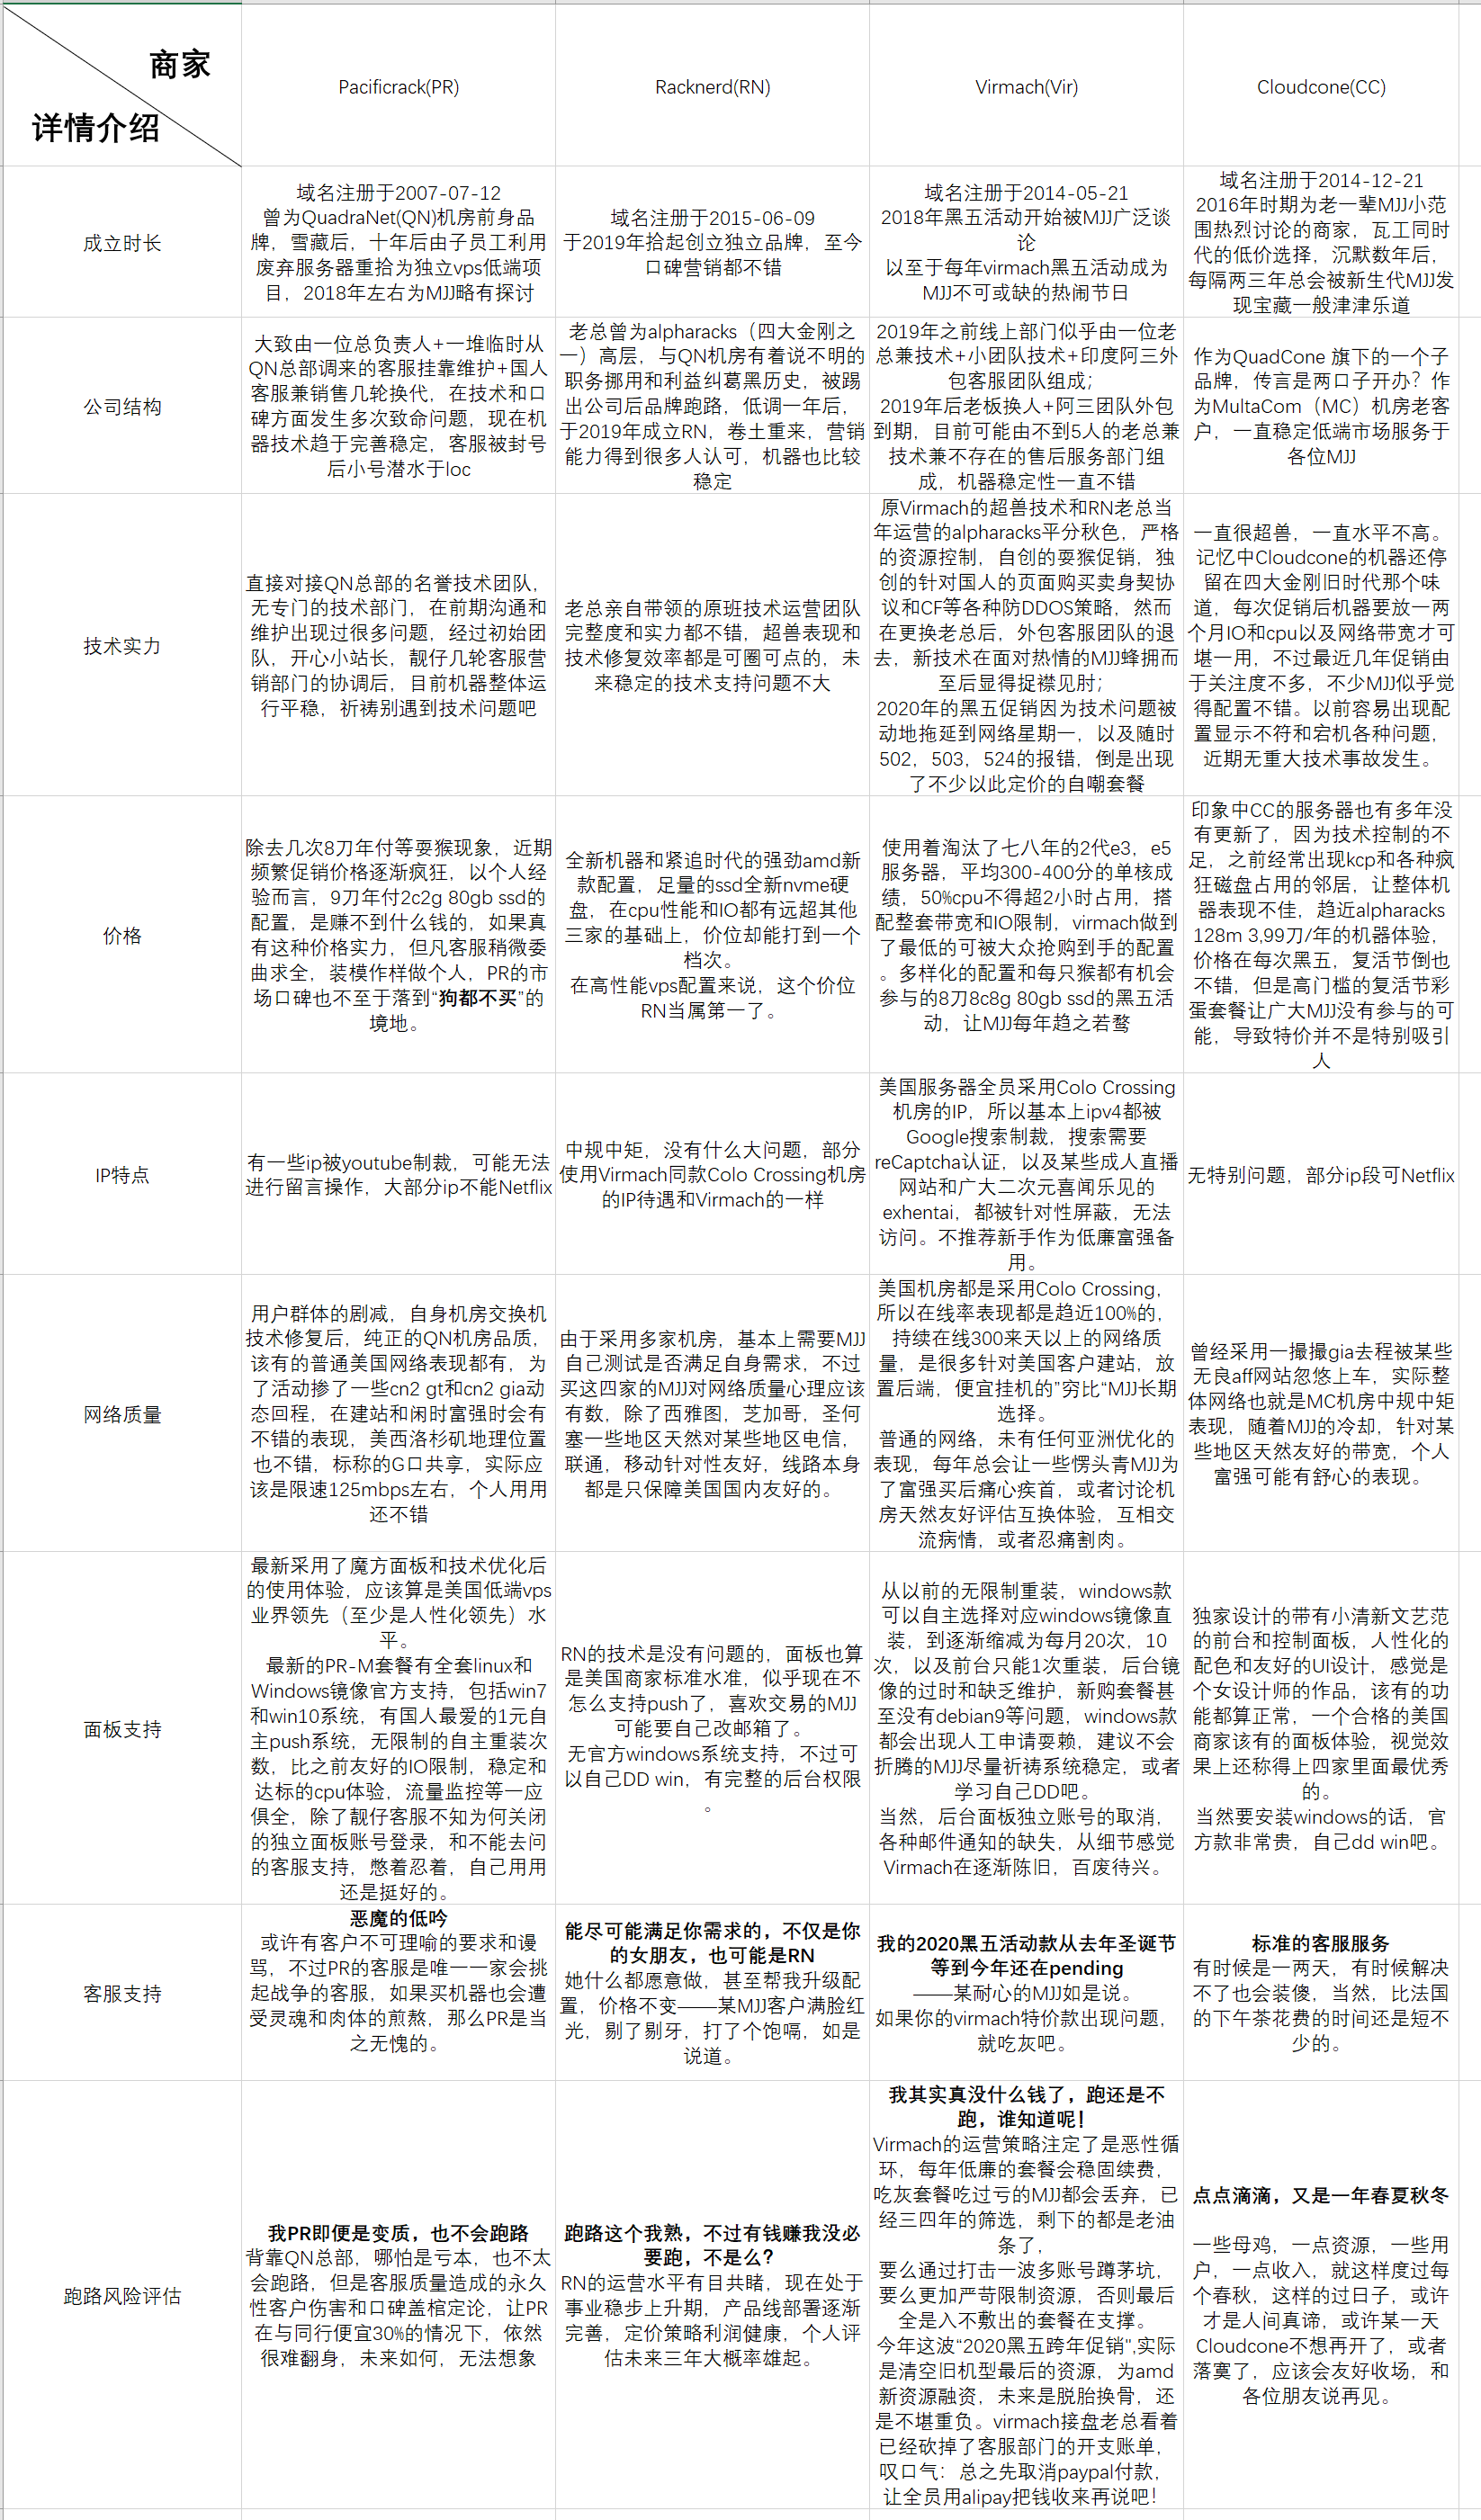 商家
详情介绍
Pacificrack(PR)
Racknerd(RN)
Virmach(Vir)
Cloudcone(CC)
成立时长
域名注册于2007-07-12
曾为QuadraNet(QN)机房前身品
牌，雪藏后，十年后由子员工利用
废弃服务器重拾为独立vps低端项
目，2018年左右为MJJ略有探讨
域名注册于2015-06-09
于2019年拾起创立独立品牌，至今
口碑营销都不错
域名注册于2014-05-21
2018年黑五活动开始被MJJ广泛谈
论
以至于每年virmach黑五活动成为
MJJ不可或缺的热闹节日
域名注册于2014-12-21
2016年时期为老一辈MJJ小范
围热烈讨论的商家，瓦工同时
代的低价选择，沉默数年后，
每隔两三年总会被新生代MJJ发
现宝藏一般津津乐道
公司结构
大致由一位总负责人+一堆临时从
QN总部调来的客服挂靠维护+国人
客服兼销售几轮换代，在技术和口
碑方面发生多次致命问题，现在机
器技术趋于完善稳定，客服被封号
后小号潜水于loc
老总曾为alpharacks（四大金刚之
一）高层，与QN机房有着说不明的
职务挪用和利益纠葛黑历史，被踢
出公司后品牌跑路，低调一年后，
于2019年成立RN，卷土重来，营销
能力得到很多人认可，机器也比较
稳定
2019年之前线上部门似乎由一位老
总兼技术+小团队技术+印度阿三外
包客服团队组成；
2019年后老板换人+阿三团队外包
到期，目前可能由不到5人的老总兼
技术兼不存在的售后服务部门组
成，机器稳定性一直不错
作为QuadCone 旗下的一个子
品牌，传言是两口子开办？作
为MultaCom（MC）机房老客
户，一直稳定低端市场服务于
各位MJJ
技术实力
直接对接QN总部的名誉技术团队，
无专门的技术部门，在前期沟通和
维护出现过很多问题，经过初始团
队，开心小站长，靓仔几轮客服营
销部门的协调后，目前机器整体运
行平稳，祈祷别遇到技术问题吧
老总亲自带领的原班技术运营团队
完整度和实力都不错，超兽表现和
技术修复效率都是可圈可点的，未
来稳定的技术支持问题不大
原Virmach的超兽技术和RN老总当
年运营的alpharacks平分秋色，严格
的资源控制，自创的耍猴促销，独
创的针对国人的页面购买卖身契协
议和CF等各种防DDOS策略，然而
在更换老总后，外包客服团队的退
去，新技术在面对热情的MJJ蜂拥而
至后显得捉襟见肘；
2020年的黑五促销因为技术问题被
动地拖延到网络星期一，以及随时
502，503，524的报错，倒是出现
了不少以此定价的自嘲套餐
一直很超兽，一直水平不高。
记忆中Cloudcone的机器还停
留在四大金刚旧时代那个味
道，每次促销后机器要放一两
个月IO和cpu以及网络带宽才可
堪一用，不过最近几年促销由
于关注度不多，不少MJJ似乎觉
得配置不错。以前容易出现配
置显示不符和宕机各种问题，
近期无重大技术事故发生。
价格
除去几次8刀年付等耍猴现象，近期
频繁促销价格逐渐疯狂，以个人经
验而言，9刀年付2c2g 80gb ssd的
配置，是赚不到什么钱的，如果真
有这种价格实力，但凡客服稍微委
曲求全，装模作样做个人，PR的市
场口碑也不至于落到“狗都不买”的
境地。
全新机器和紧追时代的强劲amd新
款配置，足量的ssd全新nvme硬
盘，在cpu性能和IO都有远超其他
三家的基础上，价位却能打到一个
档次。
在高性能vps配置来说，这个价位
RN当属第一了。
使用着淘汰了七八年的2代e3，e5
服务器，平均300-400分的单核成
绩，50%cpu不得超2小时占用，搭
配整套带宽和IO限制，virmach做到
了最低的可被大众抢购到手的配置
。多样化的配置和每只猴都有机会
参与的8刀8c8g 80gb ssd的黑五活
动，让MJJ每年趋之若鹜
印象中CC的服务器也有多年没
有更新了，因为技术控制的不
足，之前经常出现kcp和各种疯
狂磁盘占用的邻居，让整体机
器表现不佳，趋近alpharacks
128m 3,99刀/年的机器体验，
价格在每次黑五，复活节倒也
不错，但是高门槛的复活节彩
蛋套餐让广大MJJ没有参与的可
能，导致特价并不是特别吸引
人
IP特点
有一些ip被youtube制裁，可能无法
进行留言操作，大部分ip不能Netflix
中规中矩，没有什么大问题，部分
使用Virmach同款Colo Crossing机房
的IP待遇和Virmach的一样
美国服务器全员采用Colo Crossing
机房的IP，所以基本上ipv4都被
Google搜索制裁，搜索需要
reCaptcha认证，以及某些成人直播
网站和广大二次元喜闻乐见的
exhentai，都被针对性屏蔽，无法
访问。不推荐新手作为低廉富强备
用。
无特别问题，部分ip段可Netflix
网络质量
用户群体的剧减，自身机房交换机
技术修复后，纯正的QN机房品质，
该有的普通美国网络表现都有，为
了活动掺了一些cn2 gt和cn2 gia动
态回程，在建站和闲时富强时会有
不错的表现，美西洛杉矶地理位置
也不错，标称的G口共享，实际应
该是限速125mbps左右，个人用用
还不错
由于采用多家机房，基本上需要MJJ
自己测试是否满足自身需求，不过
买这四家的MJJ对网络质量心理应该
有数，除了西雅图，芝加哥，圣何
塞一些地区天然对某些地区电信，
联通，移动针对性友好，线路本身
都是只保障美国国内友好的。
美国机房都是采用Colo Crossing，
所以在线率表现都是趋近100%的，
持续在线300来天以上的网络质
量，是很多针对美国客户建站，放
置后端，便宜挂机的”穷比“MJJ长期
选择。
普通的网络，未有任何亚洲优化的
表现，每年总会让一些愣头青MJJ为
了富强买后痛心疾首，或者讨论机
房天然友好评估互换体验，互相交
流病情，或者忍痛割肉。
曾经采用一撮撮gia去程被某些
无良aff网站忽悠上车，实际整
体网络也就是MC机房中规中矩
表现，随着MJJ的冷却，针对某
些地区天然友好的带宽，个人
富强可能有舒心的表现。
面板支持
最新采用了魔方面板和技术优化后
的使用体验，应该算是美国低端vps
业界领先（至少是人性化领先）水
平。
最新的PR-M套餐有全套linux和
Windows镜像官方支持，包括win7
和win10系统，有国人最爱的1元自
主push系统，无限制的自主重装次
数，比之前友好的IO限制，稳定和
达标的cpu体验，流量监控等一应
俱全，除了靓仔客服不知为何关闭
的独立面板账号登录，和不能去问
的客服支持，憋着忍着，自己用用
还是挺好的。
RN的技术是没有问题的，面板也算
是美国商家标准水准，似乎现在不
怎么支持push了，喜欢交易的MJJ
可能要自己改邮箱了。
无官方windows系统支持，不过可
以自己DD win，有完整的后台权限
。
从以前的无限制重装，windows款
可以自主选择对应windows镜像直
装，到逐渐缩减为每月20次，10
次，以及前台只能1次重装，后台镜
像的过时和缺乏维护，新购套餐甚
至没有debian9等问题，windows款
都会出现人工申请耍赖，建议不会
折腾的MJJ尽量祈祷系统稳定，或者
学习自己DD吧。
当然，后台面板独立账号的取消，
各种邮件通知的缺失，从细节感觉
Virmach在逐渐陈旧，百废待兴。
独家设计的带有小清新文艺范
的前台和控制面板，人性化的
配色和友好的UI设计，感觉是
个女设计师的作品，该有的功
能都算正常，一个合格的美国
商家该有的面板体验，视觉效
果上还称得上四家里面最优秀
的。
当然要安装windows的话，官
方款非常贵，自己dd win吧。
客服支持
恶魔的低吟
或许有客户不可理喻的要求和谩
骂，不过PR的客服是唯一一家会挑
起战争的客服，如果买机器也会遭
受灵魂和肉体的煎熬，那么PR是当
之无愧的。
能尽可能满足你需求的，不仅是你
的女朋友，也可能是RN
她什么都愿意做，甚至帮我升级配
置，价格不变——某MJJ客户满脸红
光，剔了剔牙，打了个饱嗝，如是
说道。
我的2020黑五活动款从去年圣诞节
等到今年还在pending
——某耐心的MJJ如是说。
如果你的virmach特价款出现问题，
就吃灰吧。
标准的客服服务
有时候是一两天，有时候解决
不了也会装傻，当然，比法国
的下午茶花费的时间还是短不
少的。
跑路风险评估
我PR即便是变质，也不会跑路
背靠QN总部，哪怕是亏本，也不太
会跑路，但是客服质量造成的永久
性客户伤害和口碑盖棺定论，让PR
在与同行便宜30%的情况下，依然
很难翻身，未来如何，无法想象
跑路这个我熟，不过有钱赚我没必
要跑，不是么？
RN的运营水平有目共睹，现在处于
事业稳步上升期，产品线部署逐渐
完善，定价策略利润健康，个人评
估未来三年大概率雄起。
我其实真没什么钱了，跑还是不
跑，谁知道呢！
Virmach的运营策略注定了是恶性循
环，每年低廉的套餐会稳固续费，
吃灰套餐吃过亏的MJJ都会丢弃，已
经三四年的筛选，剩下的都是老油
条了，
要么通过打击一波多账号蹲茅坑，
要么更加严苛限制资源，否则最后
全是入不敷出的套餐在支撑。
今年这波“2020黑五跨年促销",实际
是清空旧机型最后的资源，为amd
新资源融资，未来是脱胎换骨，还
是不堪重负。virmach接盘老总看着
已经砍掉了客服部门的开支账单，
叹口气：总之先取消paypal付款，
让全员用alipay把钱收来再说吧！
点点滴滴，又是一年春夏秋冬
一些母鸡，一点资源，一些用
户，一点收入，就这样度过每
个春秋，这样的过日子，或许
才是人间真谛，或许某一天
Cloudcone不想再开了，或者
落寞了，应该会友好收场，和
各位朋友说再见。